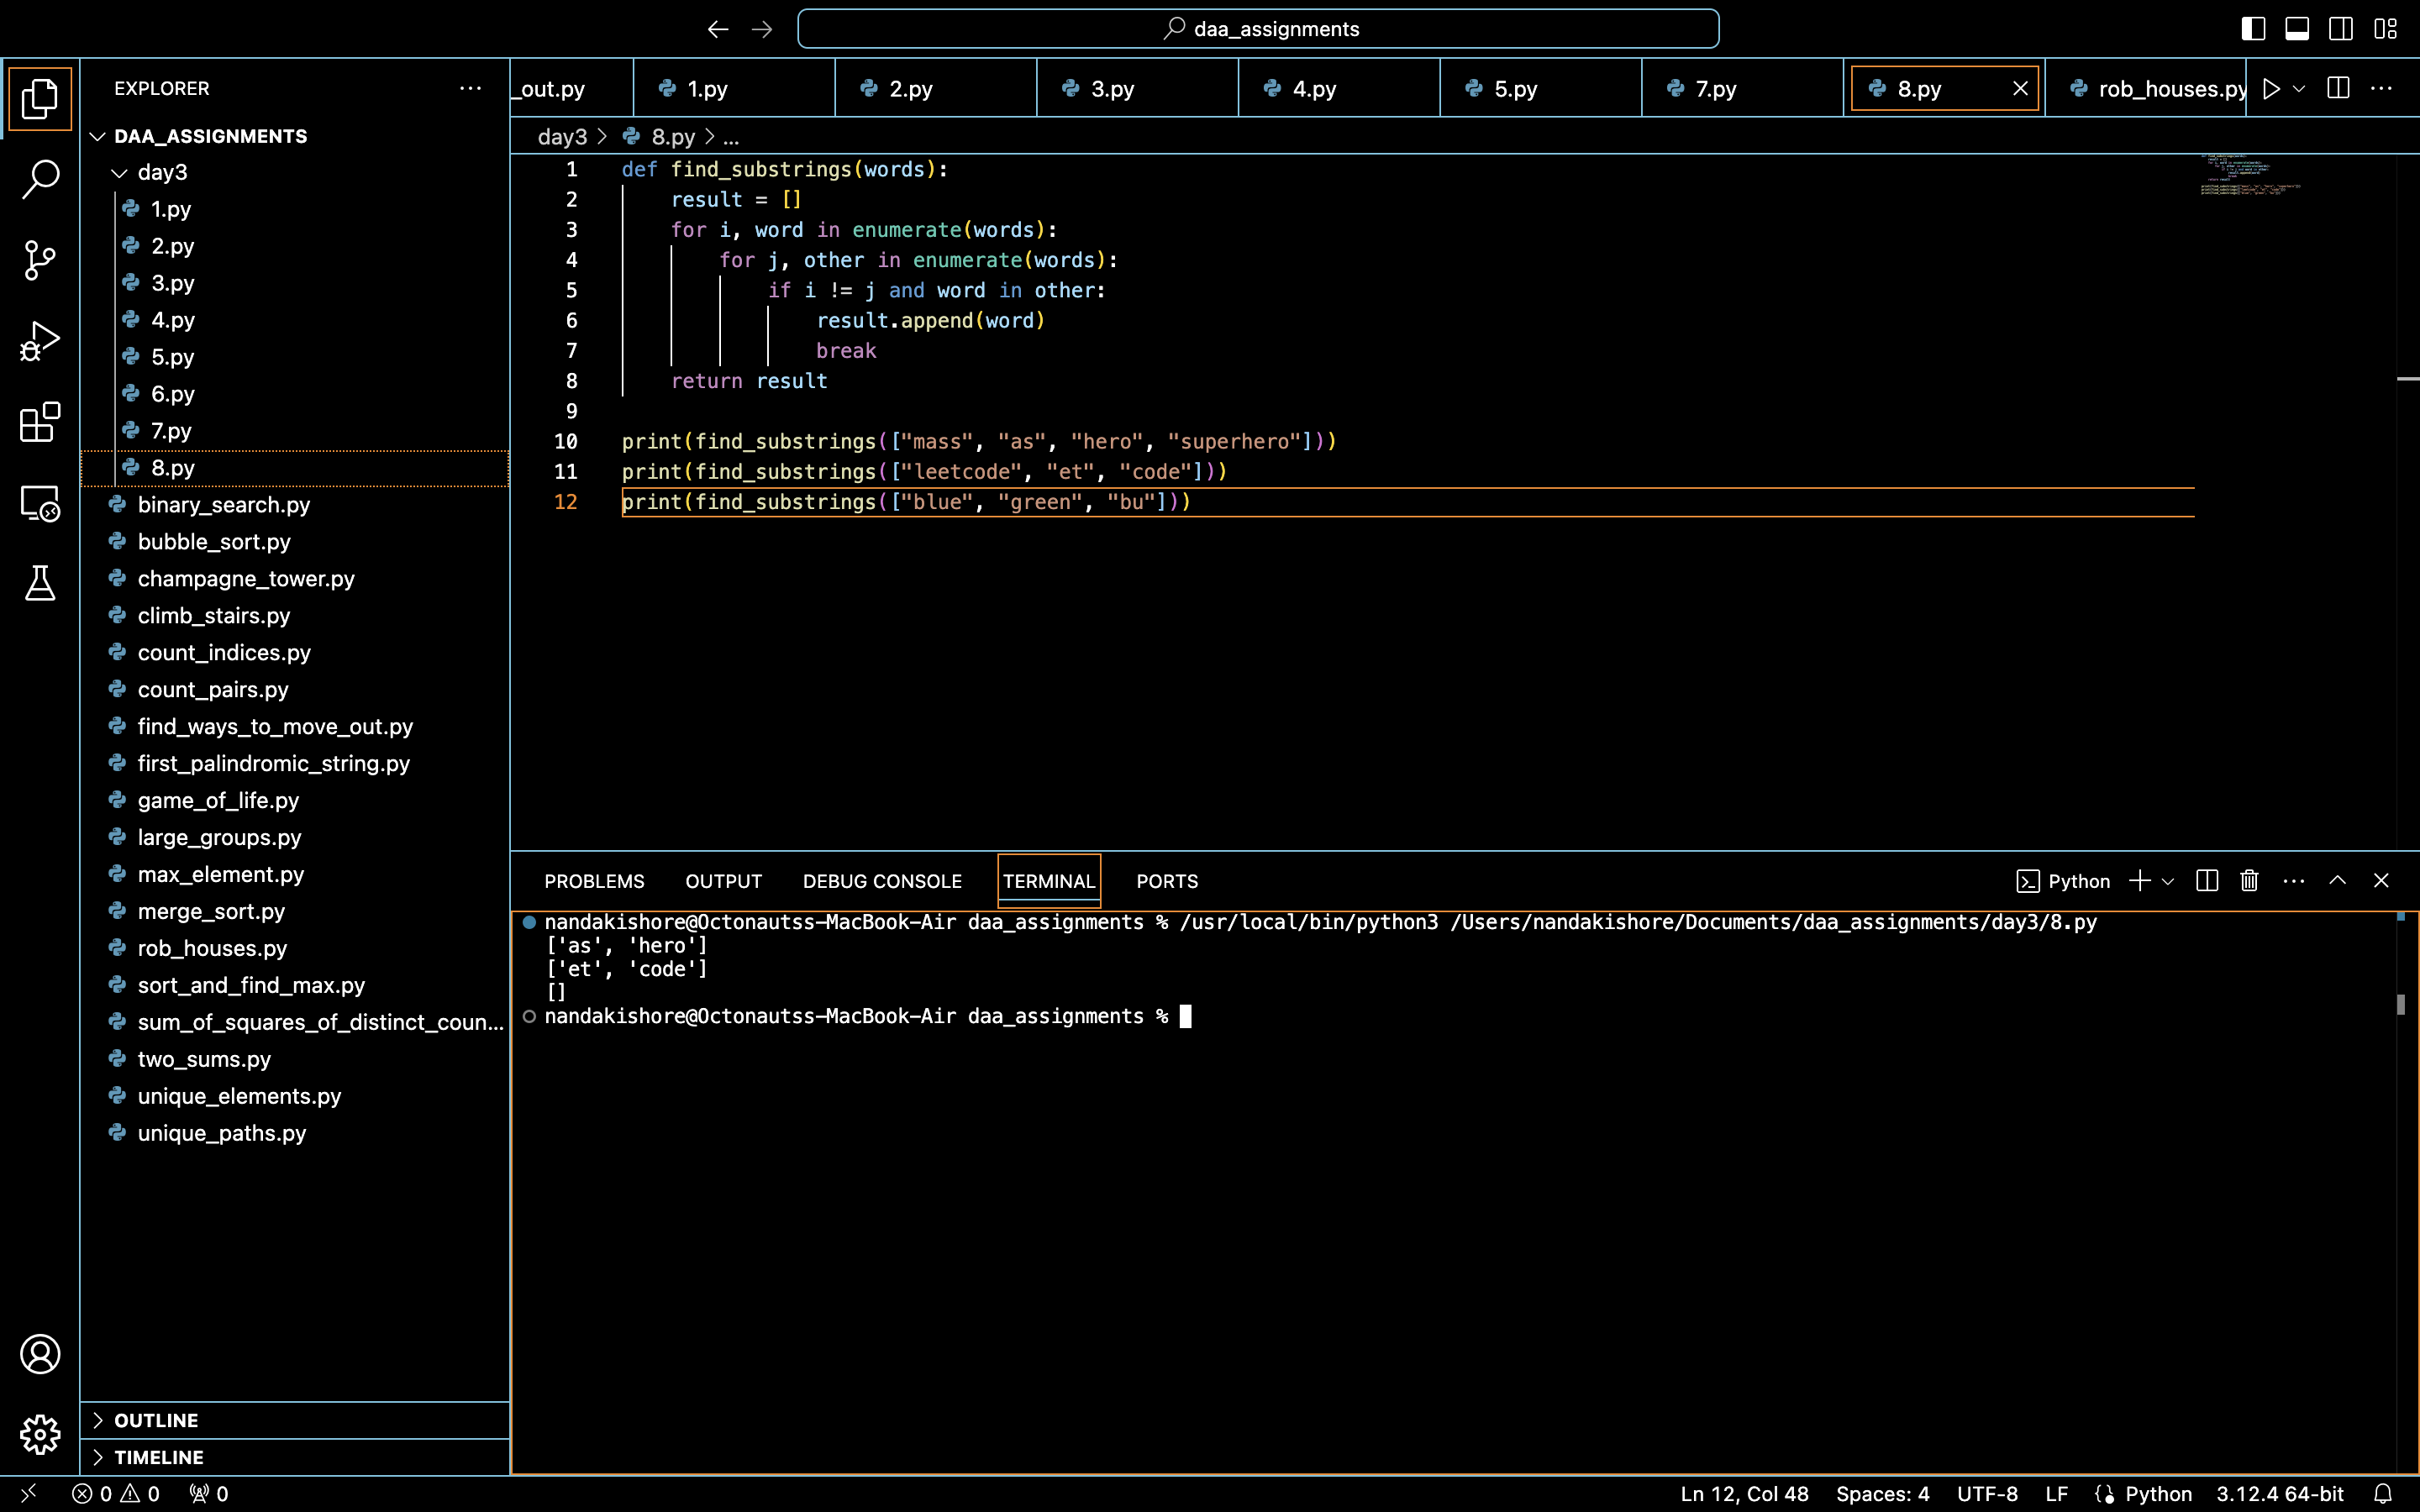 daa_assignments
EXPLORER
DAA_ASSIGNMENTS
day3
1.py
2.py
3.py
4.py
5.py
6.py
7.py
8.py
binary_search.py
bubble_sort.py
champagne_tower.py
climb_stairs.py
count_indices.py
count_pairs.py
find_ways_to_move_out.py
first_palindromic_string.py
game_of_life.py
large_groups.py
max_element.py
merge_sort.py
rob_houses.py
sort_and_find_max.py
sum_of_squares_of_distinct_coun...
two_sums.py
unique_elements.py
unique_paths.py
OUTLINE
TIMELINE
_out.py 1.py 2.py 3.py 4.py 5.py 7.py 8.py rob_houses.py
day3 > 8.py > ...
1 def find_substrings(words):
2     result = []
3     for i, word in enumerate(words):
4         for j, other in enumerate(words):
5             if i != j and word in other:
6                 result.append(word)
7                 break
8     return result
9
10 print(find_substrings(["mass", "as", "hero", "superhero"]))
11 print(find_substrings(["leetcode", "et", "code"]))
12 print(find_substrings(["blue", "green", "bu"]))
PROBLEMS OUTPUT DEBUG CONSOLE TERMINAL PORTS Python
nandakishore@Octonautss-MacBook-Air daa_assignments % /usr/local/bin/python3 /Users/nandakishore/Documents/daa_assignments/day3/8.py
['as', 'hero']
['et', 'code']
[]
nandakishore@Octonautss-MacBook-Air daa_assignments %
0 0 0 Ln 12, Col 48 Spaces: 4 UTF-8 LF Python 3.12.4 64-bit